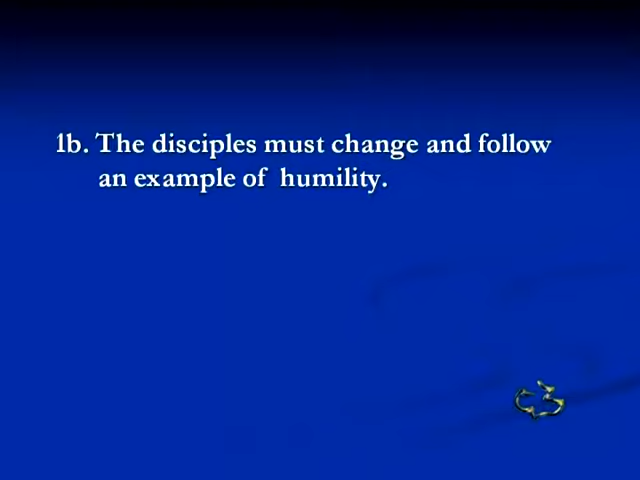 1b. The disciples must change and follow
an example of humility.